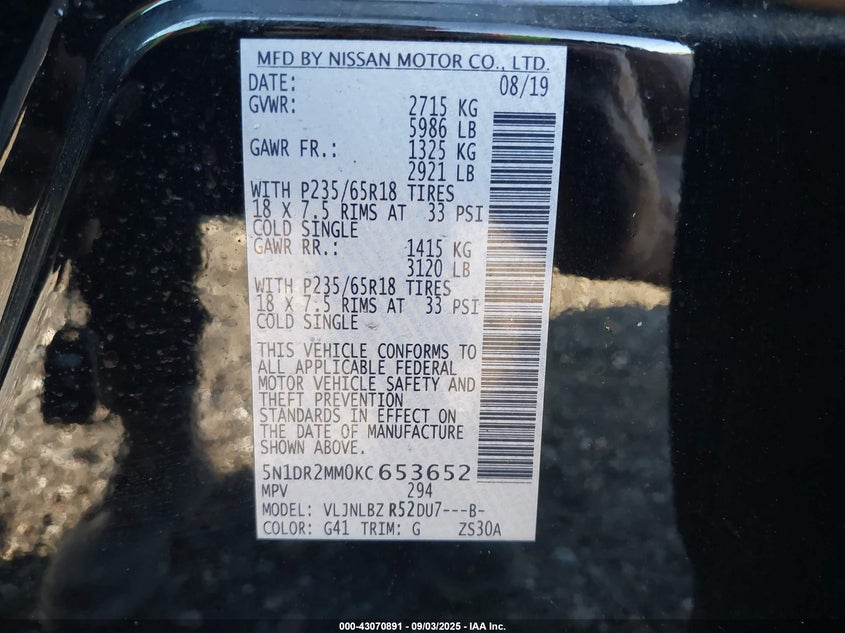 MFD BY NISSAN MOTOR CO., LTD.
DATE: 08/19
GVWR: 2715 KG
5986 LB
GAWR FR.: 1325 KG
2921 LB
WITH P235/65R18 TIRES
18 X 7.5 RIMS AT 33 PSI
COLD SINGLE
GAWR RR.: 1415 KG
3120 LB
WITH P235/65R18 TIRES
18 X 7.5 RIMS AT 33 PSI
COLD SINGLE
THIS VEHICLE CONFORMS TO
ALL APPLICABLE FEDERAL
MOTOR VEHICLE SAFETY AND
THEFT PREVENTION
STANDARDS IN EFFECT ON
THE DATE OF MANUFACTURE
SHOWN ABOVE.
5N1DR2MM0KC653652
MPV 294
MODEL: VLJNLBZ R52DU7---B-
COLOR: G41 TRIM: G ZS30A
000-43070891 - 09/03/2025 - IAA Inc.